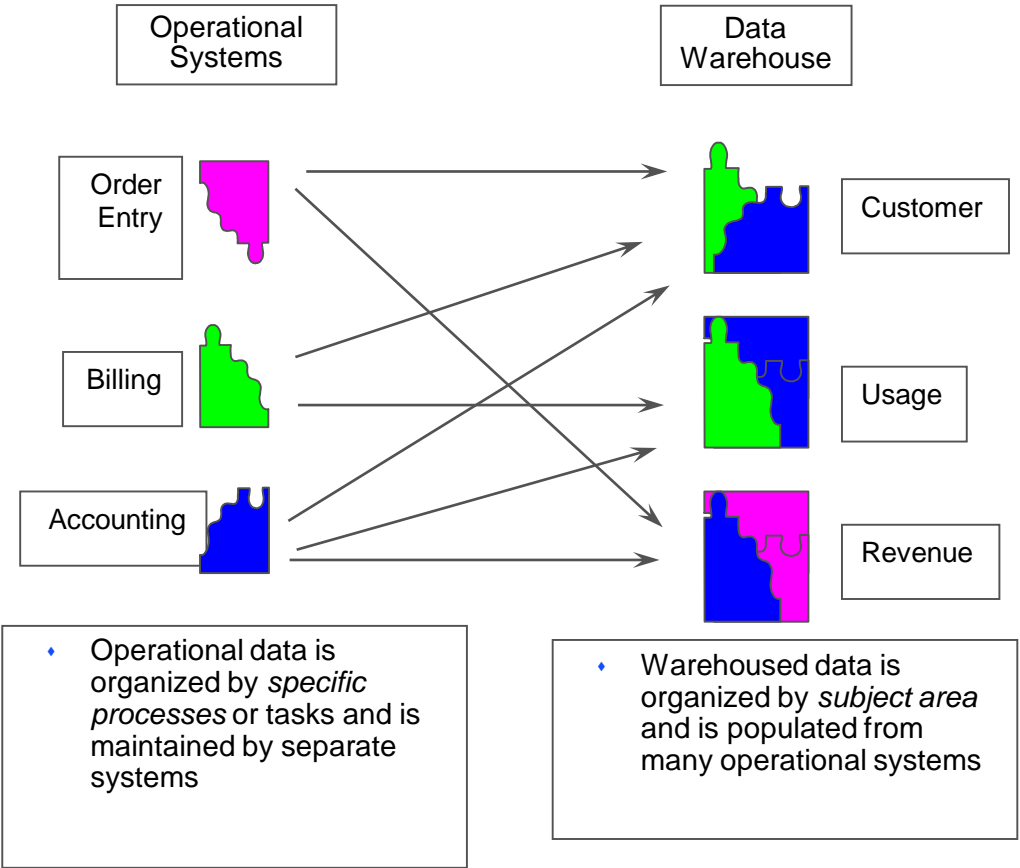 Operational
Systems
Data
Warehouse
Order
Entry
Customer
Billing
Usage
Accounting
Revenue
Operational data is
organized by specific
processes or tasks and is
maintained by separate
systems
Warehoused data is
organized by subject area
and is populated from
many operational systems